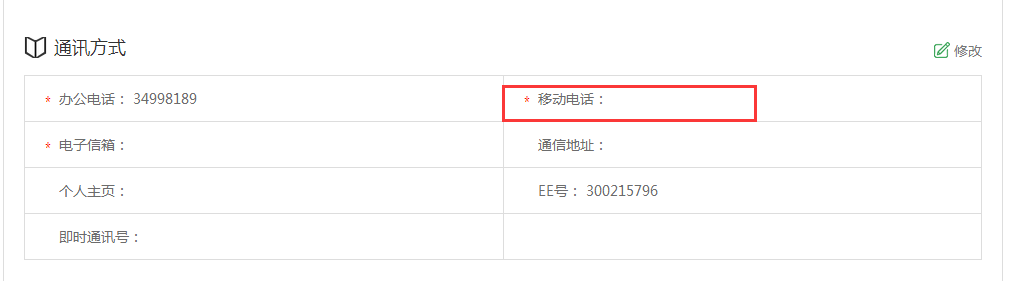 通讯方式
修改
* 办公电话： 34998189
* 移动电话：
* 电子信箱：
通信地址：
个人主页：
EE号： 300215796
即时通讯号：